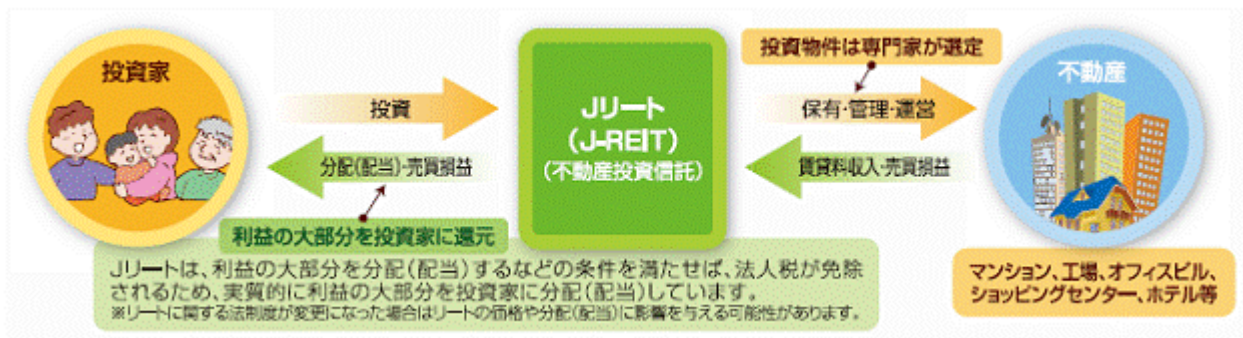 投資家
投資
分配(配当)・売買損益
利益の大部分を投資家に還元
Jリート
(J-REIT)
(不動産投資信託)
投資物件は専門家が選定
保有・管理・運営
賃貸料収入・売買損益
不動産
マンション、工場、オフィスビル、
ショッピングセンター、ホテル等
Jリートは、利益の大部分を分配(配当)するなどの条件を満たせば、法人税が免除
されるため、実質的に利益の大部分を投資家に分配(配当)しています。
※リートに関する法制度が変更になった場合はリートの価格や分配(配当)に影響を与える可能性があります。